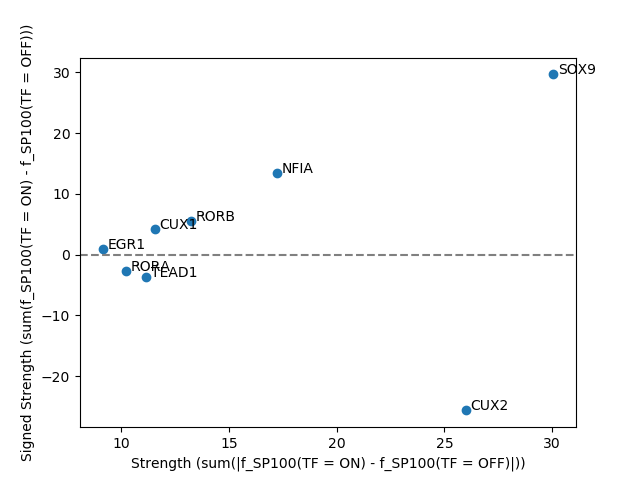 Signed Strength (sum(f_SP100(TF = ON) - f_SP100(TF = OFF)))
30
20
10
0
−10
−20
SOX9
NFIA
RORB
CUX1
EGR1
RORA
TEAD1
CUX2
10
15
20
25
30
Strength (sum(|f_SP100(TF = ON) - f_SP100(TF = OFF)|))